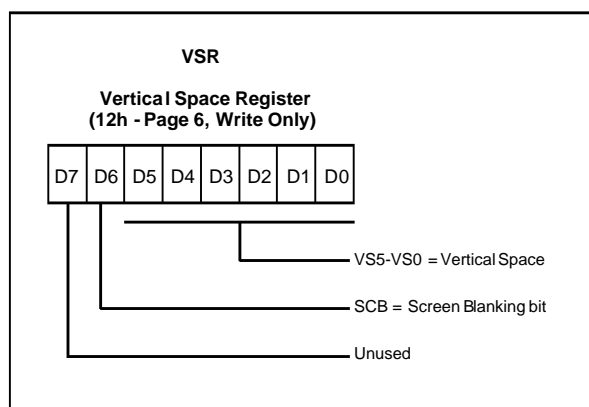 VSR
Vertical Space Register
(12h - Page 6, Write Only)
D7 D6 D5 D4 D3 D2 D1 D0
VS5-VS0 = Vertical Space
SCB = Screen Blanking bit
Unused